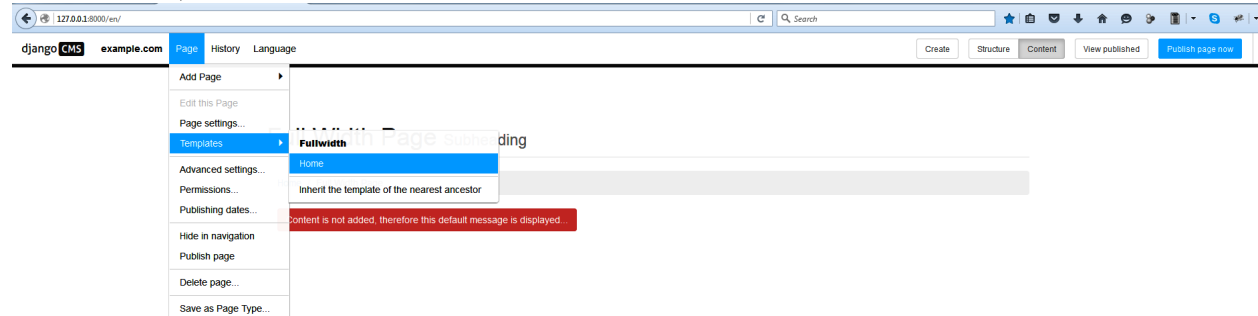 127.0.0.1:8000/en/
Search
django CMS example.com Page History Language Create Structure Content View published Publish page now
Add Page
Edit this Page
Page settings...
Templates
Fullwidth
Home
Inherit the template of the nearest ancestor
Width Page Subheading
Advanced settings...
Permissions...
Publishing dates...
Content is not added, therefore this default message is displayed...
Hide in navigation
Publish page
Delete page...
Save as Page Type...